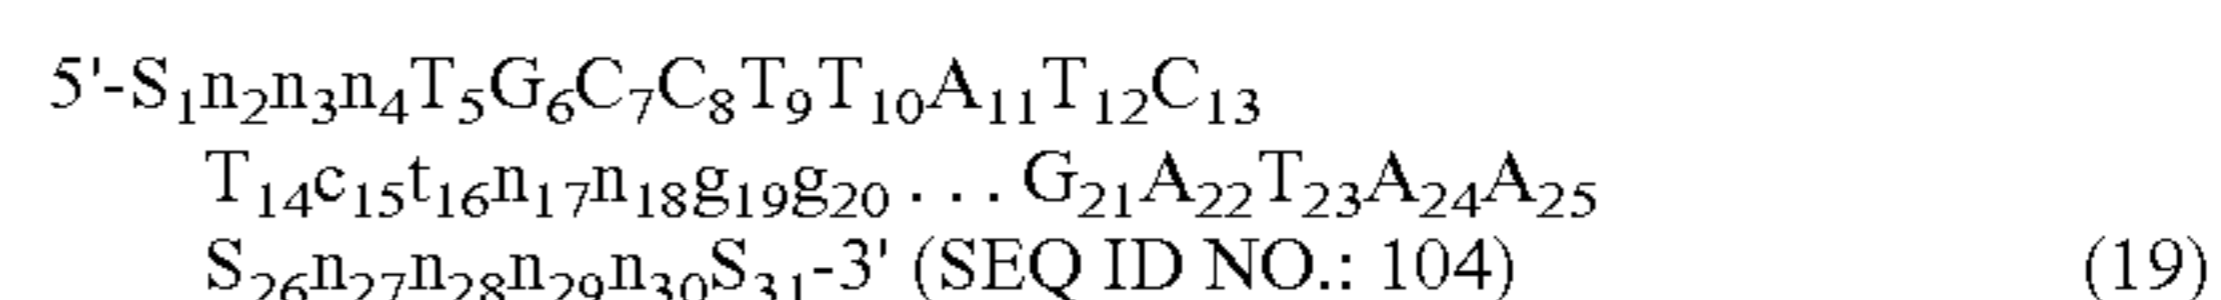 5'-S₁n₂n₃n₄T₅G₆C₇C₈T₉T₁₀A₁₁T₁₂C₁₃
T₁₄c₁₅t₁₆n₁₇n₁₈g₁₉g₂₀ . . . G₂₁A₂₂T₂₃A₂₄A₂₅
S₂₆n₂₇n₂₈n₂₉n₃₀S₃₁-3' (SEQ ID NO.: 104) (19)